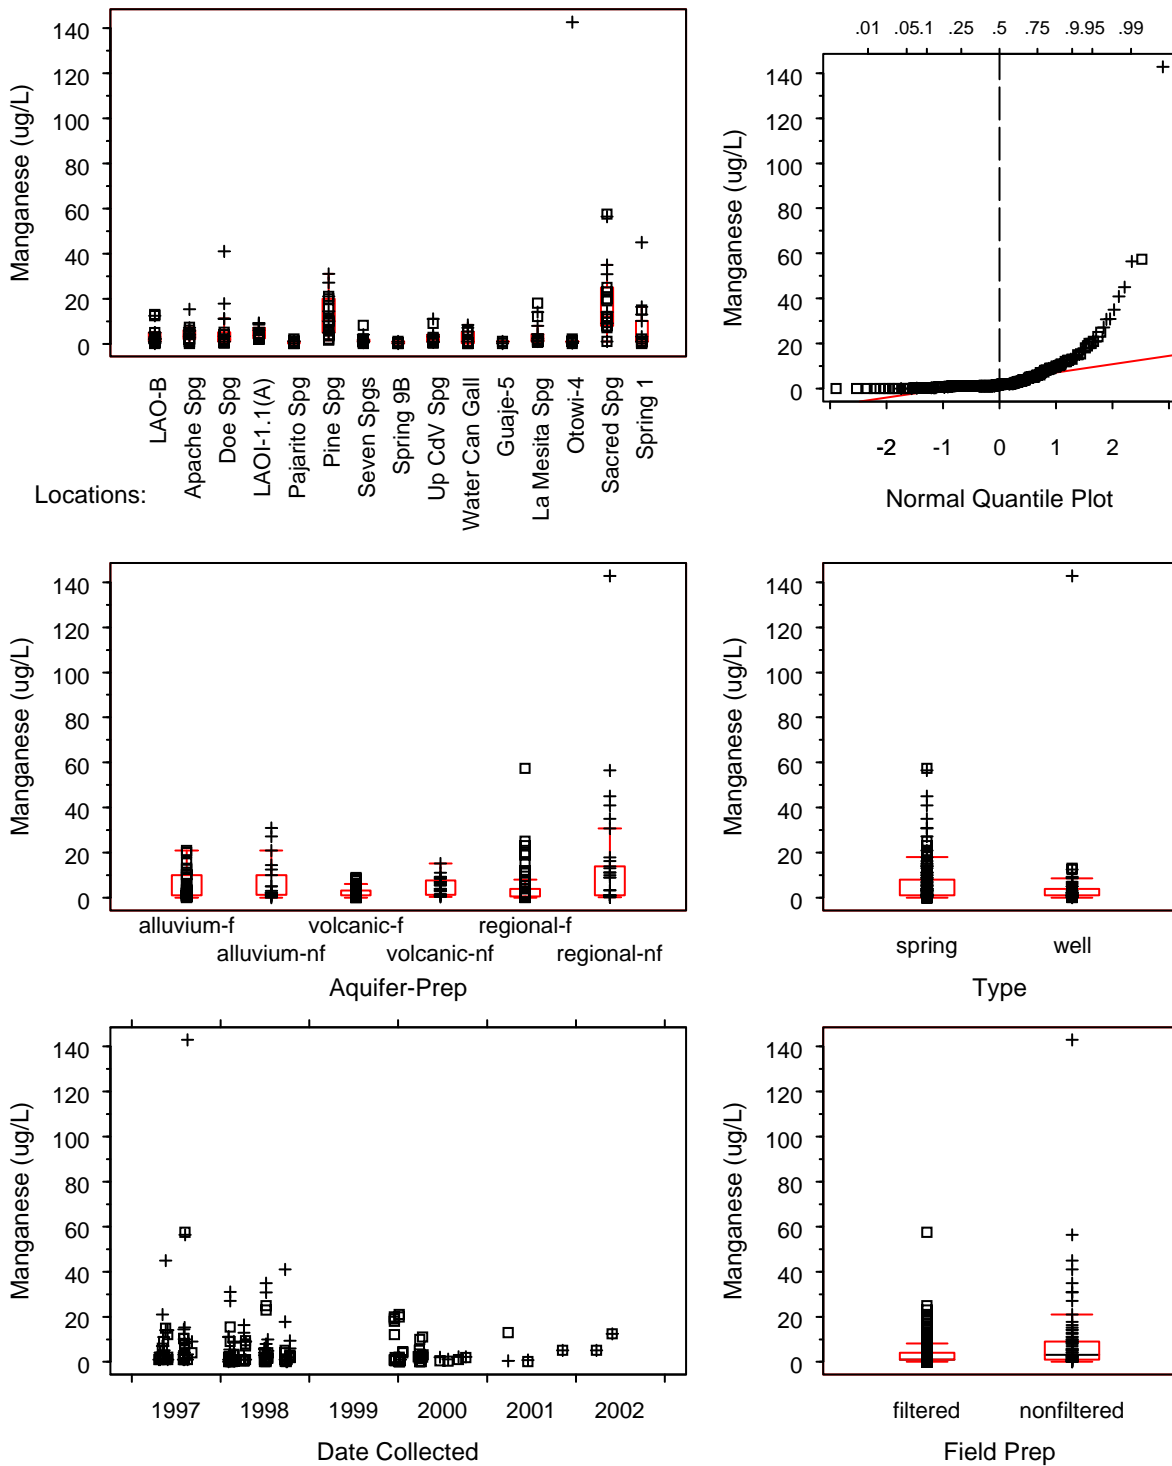 Manganese (ug/L)
140
120
100
80
60
40
20
0
Locations:
LAO-B
Apache Spg
Doe Spg
LAOI-1.1(A)
Pajarito Spg
Pine Spg
Seven Spgs
Spring 9B
Up CdV Spg
Water Can Gall
Guaje-5
La Mesita Spg
Otowi-4
Sacred Spg
Spring 1
.01 .05 .1 .25 .5 .75 .9 .95 .99
Manganese (ug/L)
140
120
100
80
60
40
20
0
-2 -1 0 1 2
Normal Quantile Plot
Manganese (ug/L)
140
120
100
80
60
40
20
0
alluvium-f volcanic-f regional-f
alluvium-nf volcanic-nf regional-nf
Aquifer-Prep
Manganese (ug/L)
140
120
100
80
60
40
20
0
spring well
Type
Manganese (ug/L)
140
120
100
80
60
40
20
0
1997 1998 1999 2000 2001 2002
Date Collected
Manganese (ug/L)
140
120
100
80
60
40
20
0
filtered nonfiltered
Field Prep